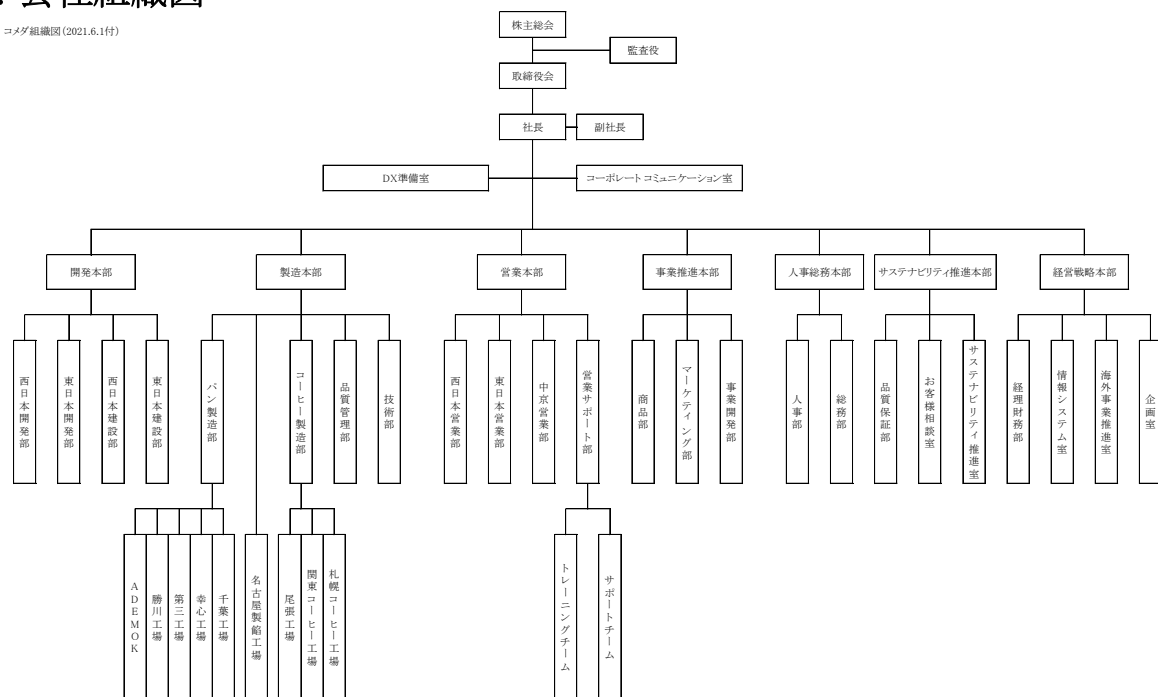 会社組織図
コメダ組織図(2021.6.1付)
株主総会
監査役
取締役会
社長
副社長
DX準備室
コーポレートコミュニケーション室
開発本部
製造本部
営業本部
事業推進本部
人事総務本部
サステナビリティ推進本部
経営戦略本部
西日本開発部
東日本開発部
西日本建設部
東日本建設部
パン製造部
コーヒー製造部
品質管理部
技術部
西日本営業部
東日本営業部
中京営業部
営業サポート部
商品部
マーケティング部
事業開発部
人事部
総務部
品質保証部
お客様相談室
サステナビリティ推進室
経理財務部
情報システム室
海外事業推進室
企画室
ADEMOK
勝川工場
第三工場
幸心工場
千葉工場
名古屋製餡工場
尾張工場
関東コーヒー工場
札幌コーヒー工場
トレーニングチーム
サポートチーム